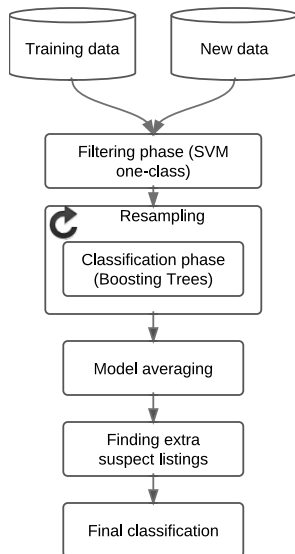 Training data
New data
Filtering phase (SVM
one-class)
Resampling
Classification phase
(Boosting Trees)
Model averaging
Finding extra
suspect listings
Final classification